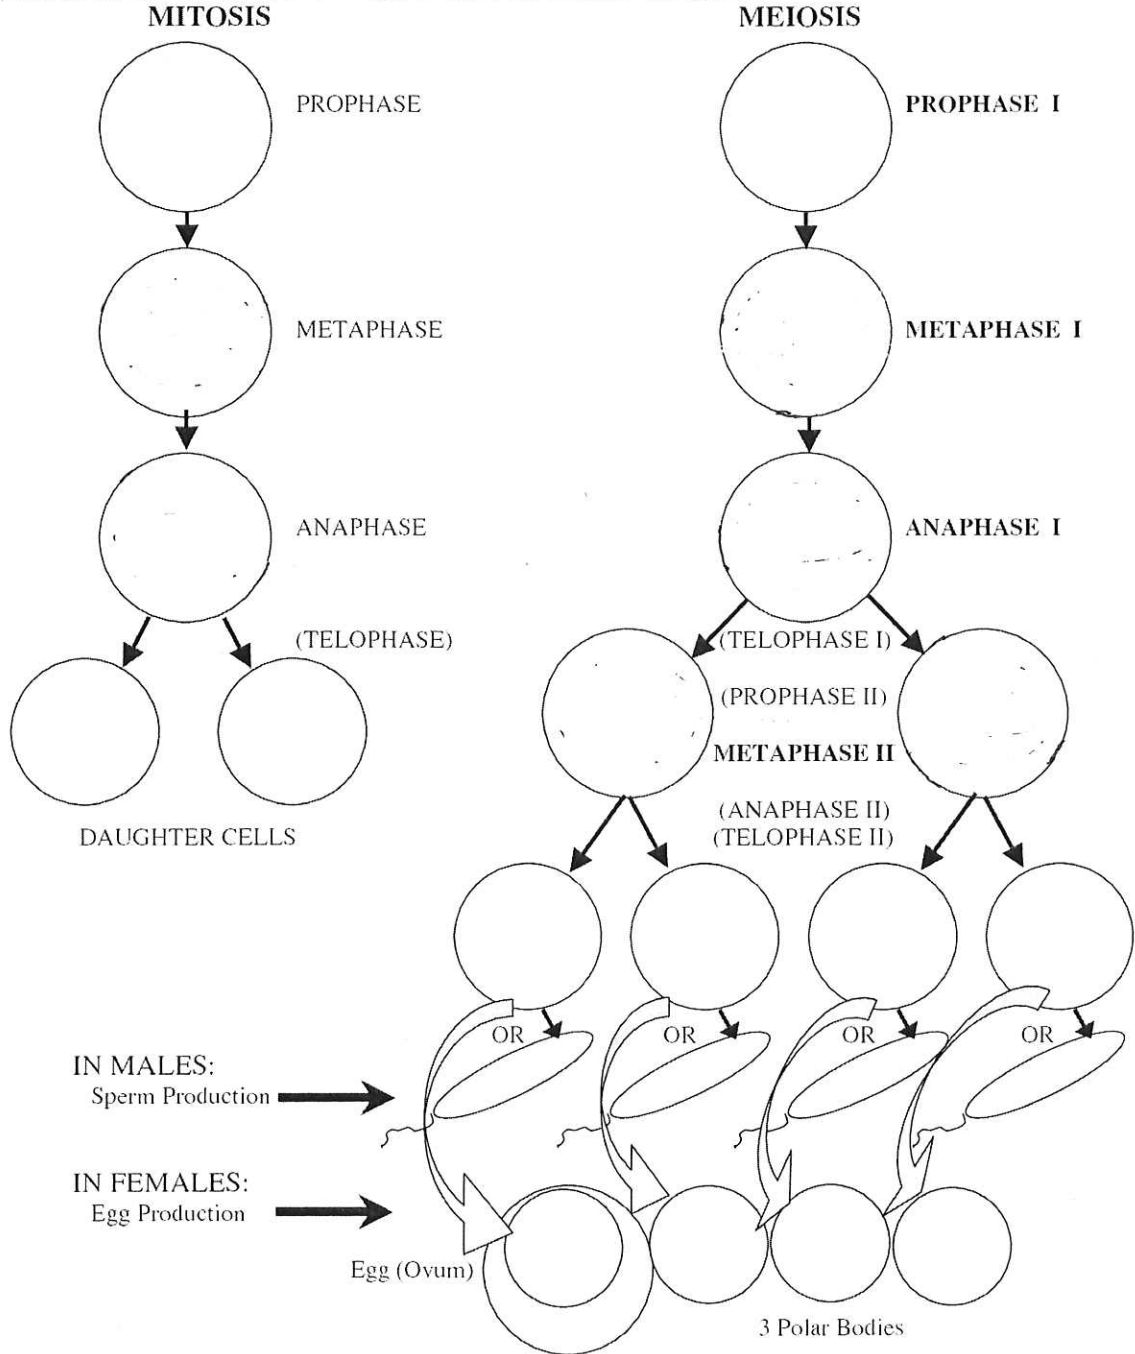 MITOSIS
PROPHASE
METAPHASE
ANAPHASE
(TELOPHASE)
DAUGHTER CELLS
MEIOSIS
PROPHASE I
METAPHASE I
ANAPHASE I
(TELOPHASE I)
(PROPHASE II)
METAPHASE II
(ANAPHASE II)
(TELOPHASE II)
OR
OR
OR
OR
IN MALES:
Sperm Production
IN FEMALES:
Egg Production
Egg (Ovum)
3 Polar Bodies